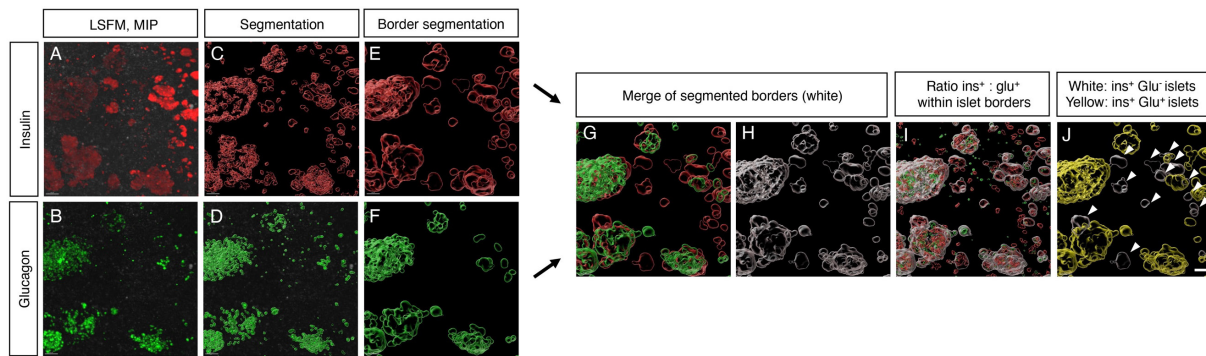 LSFM, MIP
Segmentation
Border segmentation
Insulin
Glucagon
A
C
E
B
D
F
Merge of segmented borders (white)
Ratio ins⁺ : glu⁺
within islet borders
White: ins⁺ Glu⁻ islets
Yellow: ins⁺ Glu⁺ islets
G
H
I
J